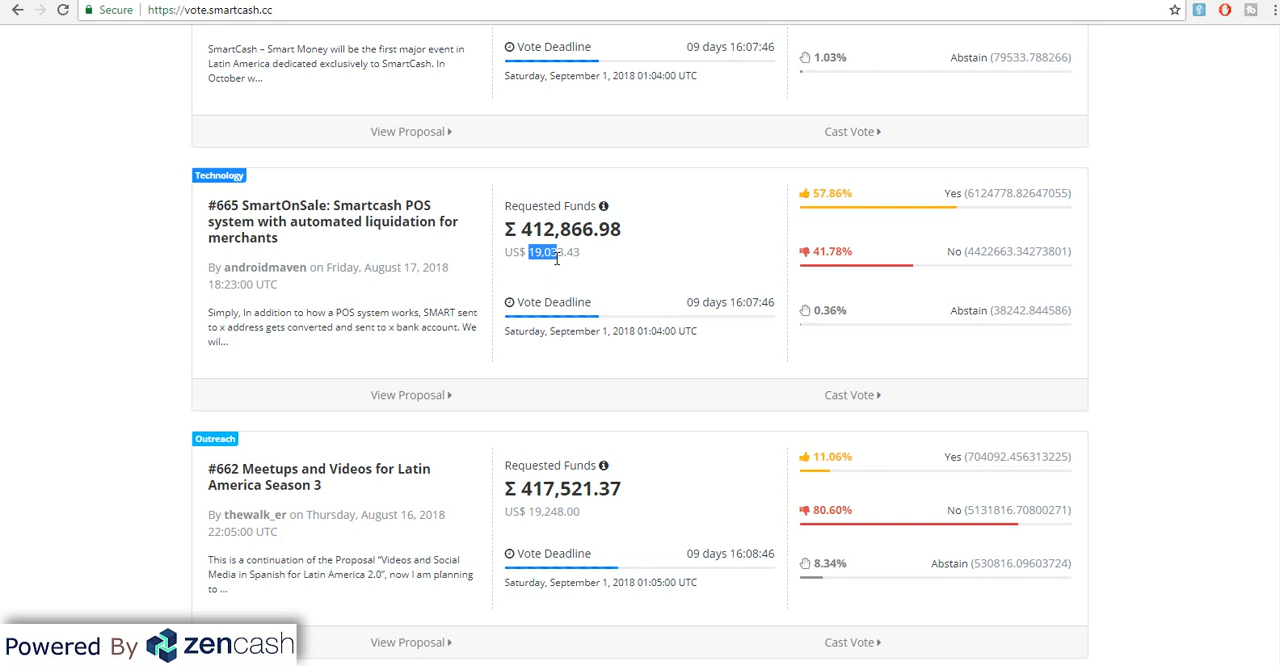 Secure https://vote.smartcash.cc
SmartCash – Smart Money will be the first major event in
Latin America dedicated exclusively to SmartCash. In
October w...
Vote Deadline 09 days 16:07:46
Saturday, September 1, 2018 01:04:00 UTC
1.03% Abstain (79533.788266)
View Proposal Cast Vote
Technology
#665 SmartOnSale: Smartcash POS
system with automated liquidation for
merchants
By androidmaven on Friday, August 17, 2018
18:23:00 UTC
Simply, In addition to how a POS system works, SMART sent
to x address gets converted and sent to x bank account. We
wil...
Requested Funds
Σ 412,866.98
US$ 19,033.43
Vote Deadline 09 days 16:07:46
Saturday, September 1, 2018 01:04:00 UTC
57.86% Yes (6124778.82647055)
41.78% No (4422663.34273801)
0.36% Abstain (38242.844586)
View Proposal Cast Vote
Outreach
#662 Meetups and Videos for Latin
America Season 3
By thewalk_er on Thursday, August 16, 2018
22:05:00 UTC
This is a continuation of the Proposal “Videos and Social
Media in Spanish for Latin America 2.0”, now I am planning
to ...
Requested Funds
Σ 417,521.37
US$ 19,248.00
Vote Deadline 09 days 16:08:46
Saturday, September 1, 2018 01:05:00 UTC
11.06% Yes (704092.456313225)
80.60% No (5131816.70800271)
8.34% Abstain (530816.09603724)
View Proposal Cast Vote
Powered By zencash